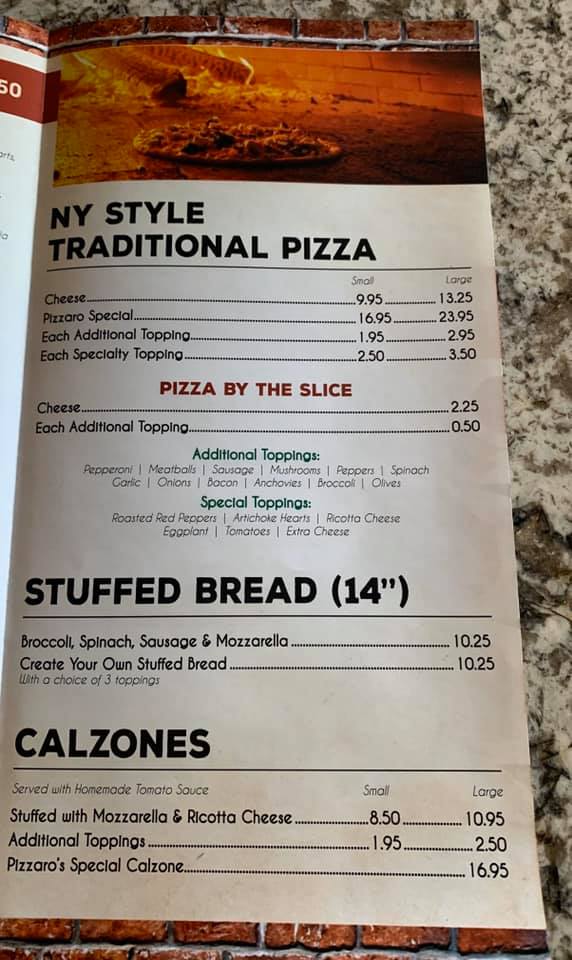 50
arts,
NY STYLE
TRADITIONAL PIZZA
Small Large
Cheese 9.95 13.25
Pizzaro Special 16.95 23.95
Each Additional Topping 1.95 2.95
Each Specialty Topping 2.50 3.50
PIZZA BY THE SLICE
Cheese 2.25
Each Additional Topping 0.50
Additional Toppings:
Pepperoni | Meatballs | Sausage | Mushrooms | Peppers | Spinach
Garlic | Onions | Bacon | Anchovies | Broccoli | Olives
Special Toppings:
Roasted Red Peppers | Artichoke Hearts | Ricotta Cheese
Eggplant | Tomatoes | Extra Cheese
STUFFED BREAD (14")
Broccoli, Spinach, Sausage & Mozzarella 10.25
Create Your Own Stuffed Bread 10.25
With a choice of 3 toppings
CALZONES
Served with Homemade Tomato Sauce Small Large
Stuffed with Mozzarella & Ricotta Cheese 8.50 10.95
Additional Toppings 1.95 2.50
Pizzaro's Special Calzone 16.95